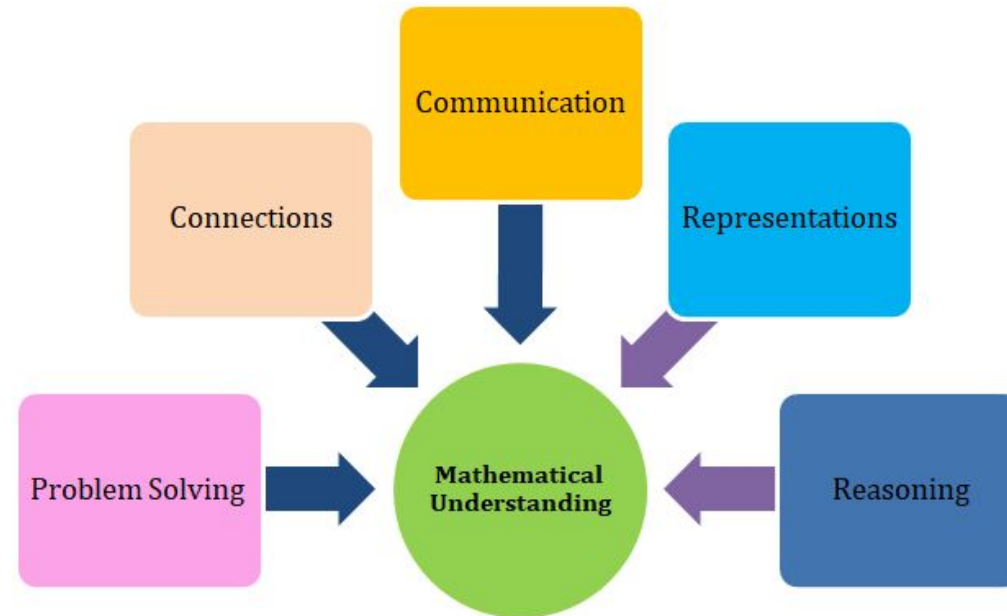 Communication
Connections
Representations
Problem Solving
Mathematical
Understanding
Reasoning